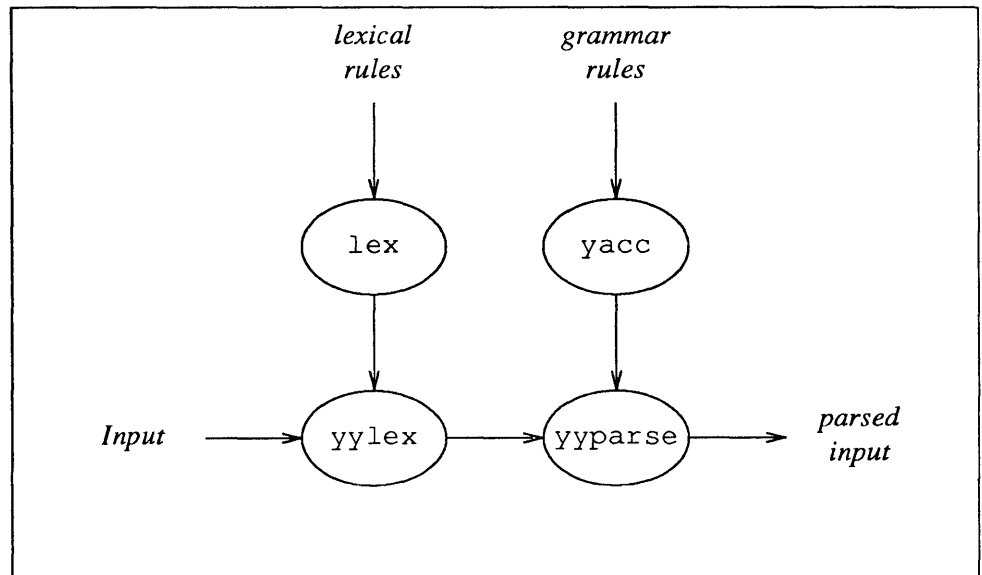 lexical
rules
grammar
rules
lex
yacc
Input
yylex
yyparse
parsed
input